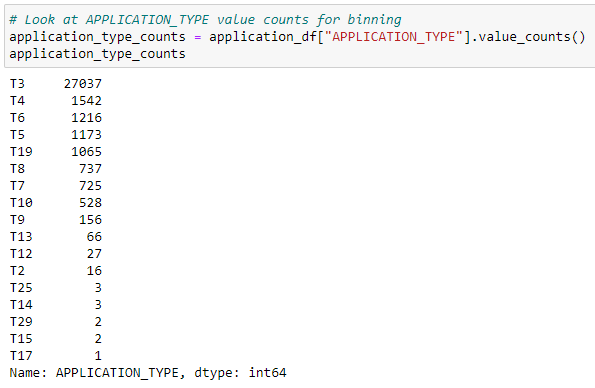 # Look at APPLICATION_TYPE value counts for binning
application_type_counts = application_df["APPLICATION_TYPE"].value_counts()
application_type_counts
T3 27037
T4 1542
T6 1216
T5 1173
T19 1065
T8 737
T7 725
T10 528
T9 156
T13 66
T12 27
T2 16
T25 3
T14 3
T29 2
T15 2
T17 1
Name: APPLICATION_TYPE, dtype: int64